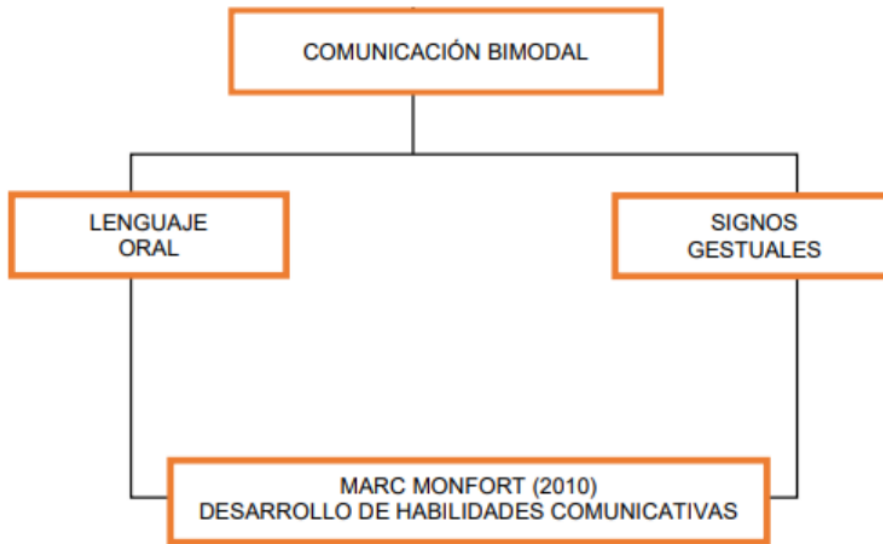 COMUNICACIÓN BIMODAL
LENGUAJE
ORAL
SIGNOS
GESTUALES
MARC MONFORT (2010)
DESARROLLO DE HABILIDADES COMUNICATIVAS